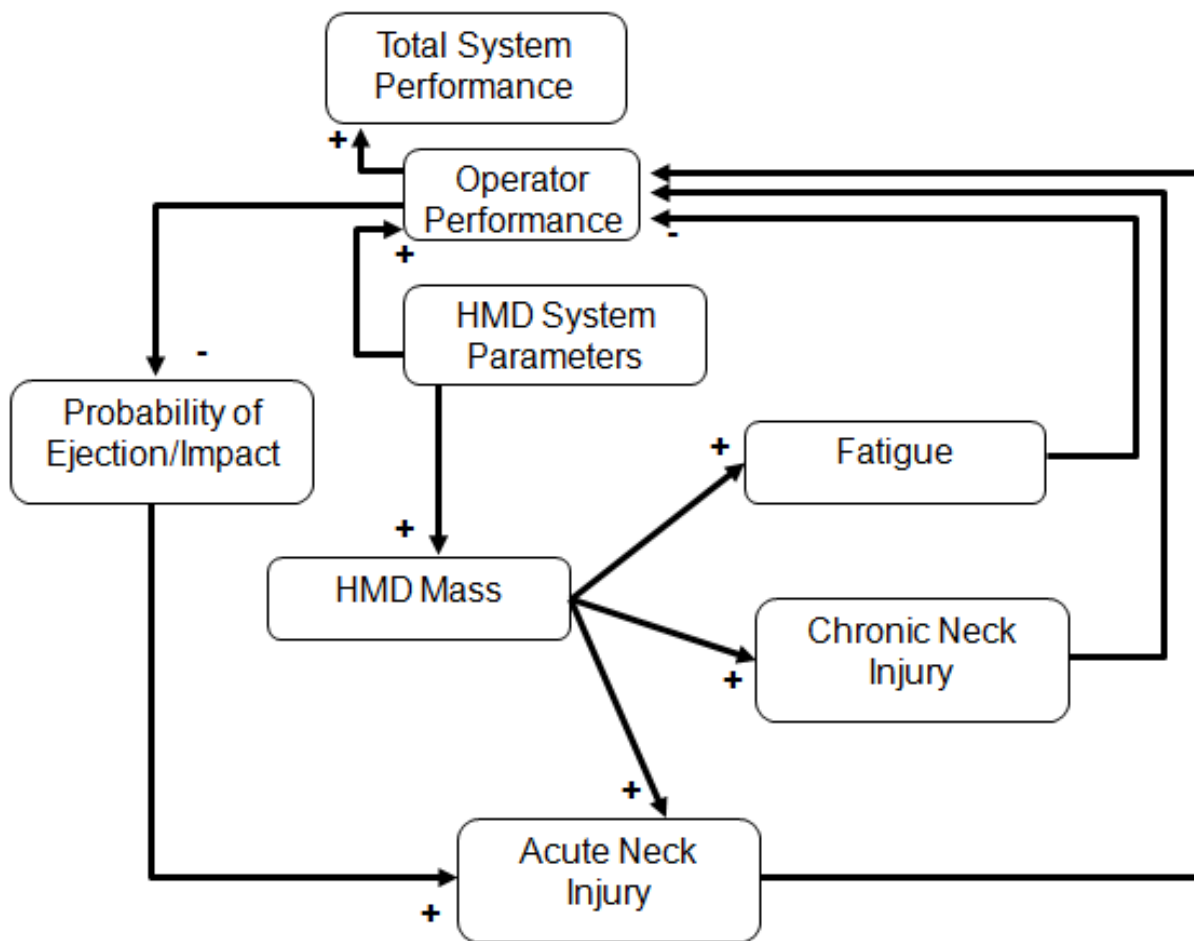 Total System
Performance
+
Operator
Performance
-
+
HMD System
Parameters
-
Probability of
Ejection/Impact
+
Fatigue
+
HMD Mass
Chronic Neck
Injury
+
+
Acute Neck
Injury
+